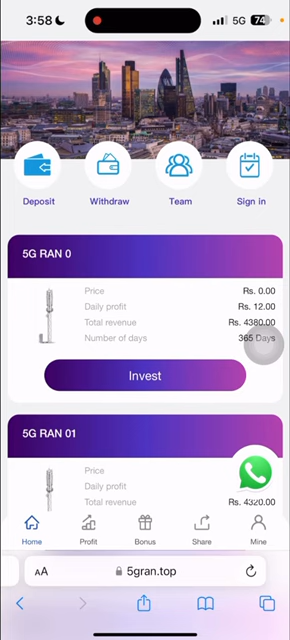 3:58
5G 74
Deposit Withdraw Team Sign in
5G RAN 0
Price Rs. 0.00
Daily profit Rs. 12.00
Total revenue Rs. 4380.00
Number of days 365 Days
Invest
5G RAN 01
Price
Daily profit
Total revenue Rs. 4320.00
Home Profit Bonus Share Mine
AA 5gran.top